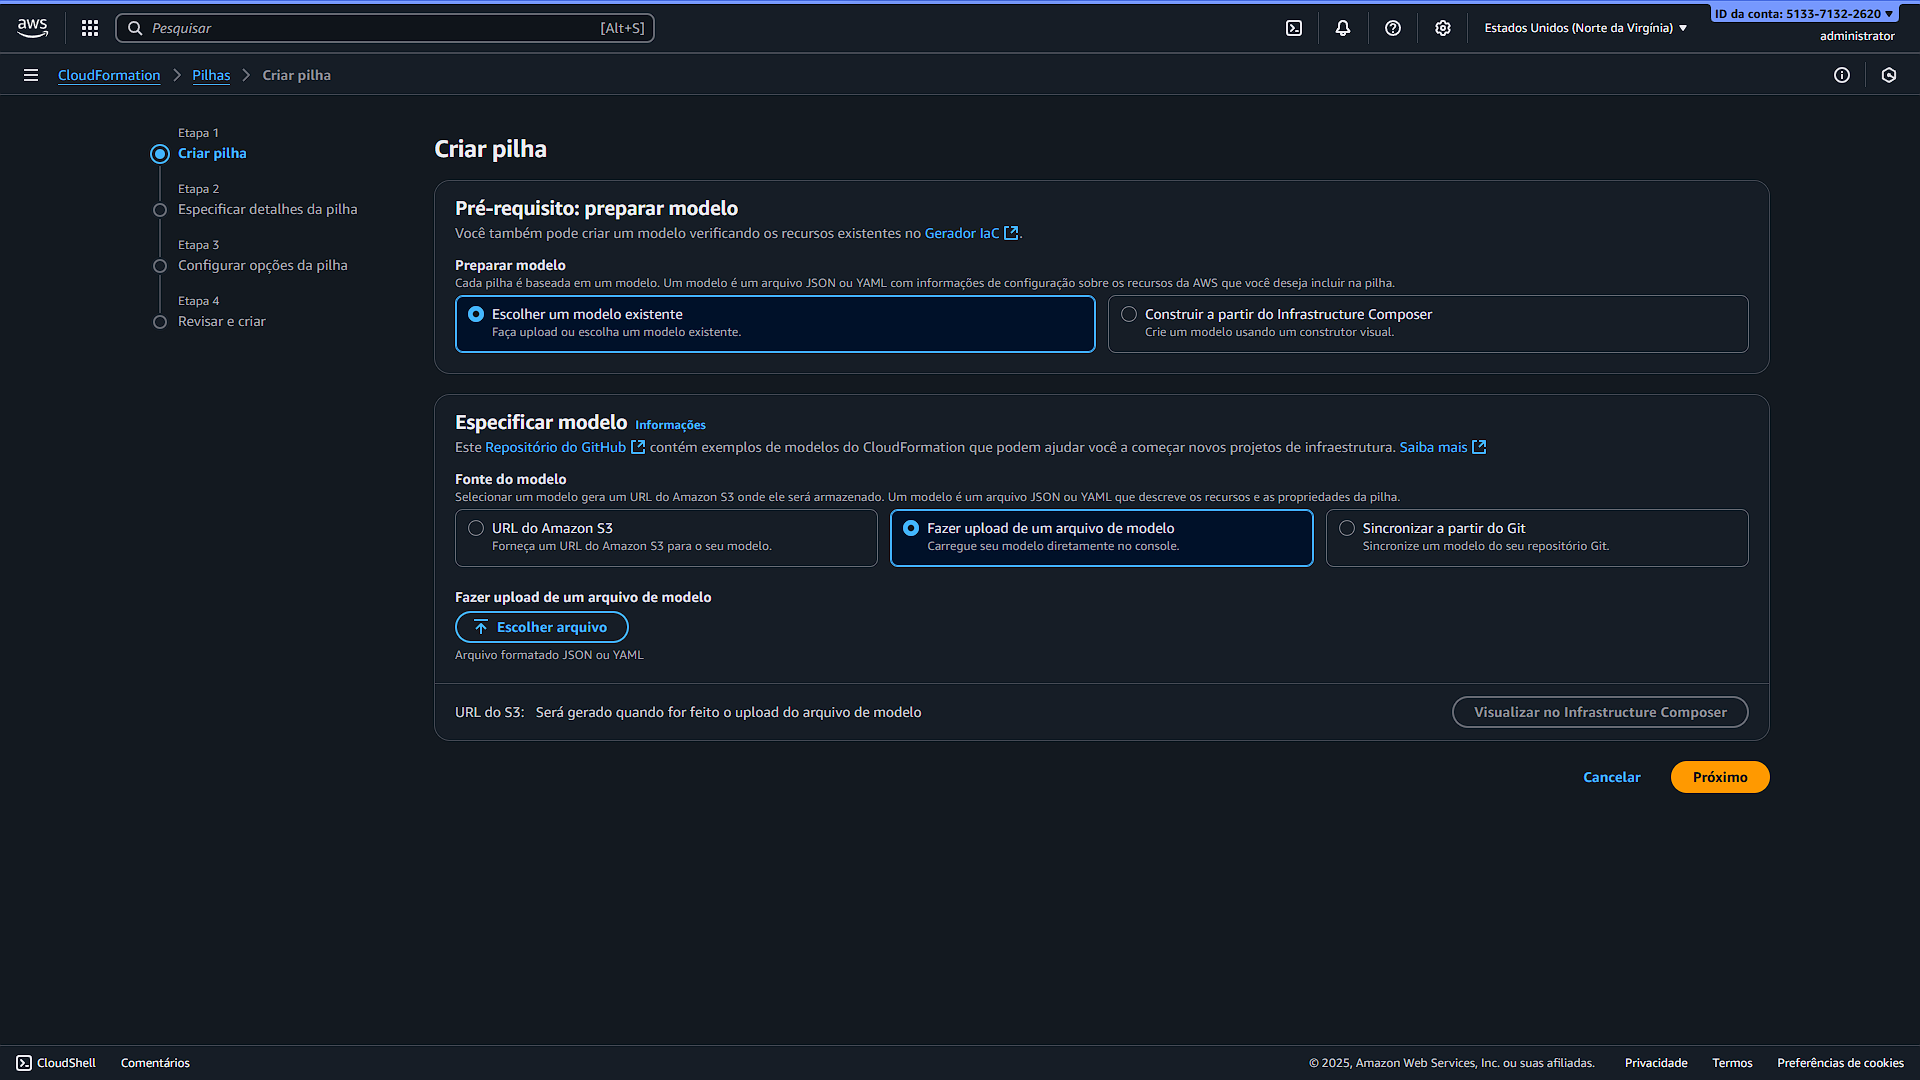 aws
Pesquisar
[Alt+S]
Estados Unidos (Norte da Virgínia)
ID da conta: 5133-7132-2620
administrator
CloudFormation
Pilhas
Criar pilha
Etapa 1
Criar pilha
Etapa 2
Especificar detalhes da pilha
Etapa 3
Configurar opções da pilha
Etapa 4
Revisar e criar
Criar pilha
Pré-requisito: preparar modelo
Você também pode criar um modelo verificando os recursos existentes no Gerador IaC.
Preparar modelo
Cada pilha é baseada em um modelo. Um modelo é um arquivo JSON ou YAML com informações de configuração sobre os recursos da AWS que você deseja incluir na pilha.
Escolher um modelo existente
Faça upload ou escolha um modelo existente.
Construir a partir do Infrastructure Composer
Crie um modelo usando um construtor visual.
Especificar modelo Informações
Este Repositório do GitHub contém exemplos de modelos do CloudFormation que podem ajudar você a começar novos projetos de infraestrutura. Saiba mais
Fonte do modelo
Selecionar um modelo gera um URL do Amazon S3 onde ele será armazenado. Um modelo é um arquivo JSON ou YAML que descreve os recursos e as propriedades da pilha.
URL do Amazon S3
Forneça um URL do Amazon S3 para o seu modelo.
Fazer upload de um arquivo de modelo
Carregue seu modelo diretamente no console.
Sincronizar a partir do Git
Sincronize um modelo do seu repositório Git.
Fazer upload de um arquivo de modelo
Escolher arquivo
Arquivo formatado JSON ou YAML
URL do S3: Será gerado quando for feito o upload do arquivo de modelo
Visualizar no Infrastructure Composer
Cancelar
Próximo
CloudShell
Comentários
© 2025, Amazon Web Services, Inc. ou suas afiliadas.
Privacidade
Termos
Preferências de cookies